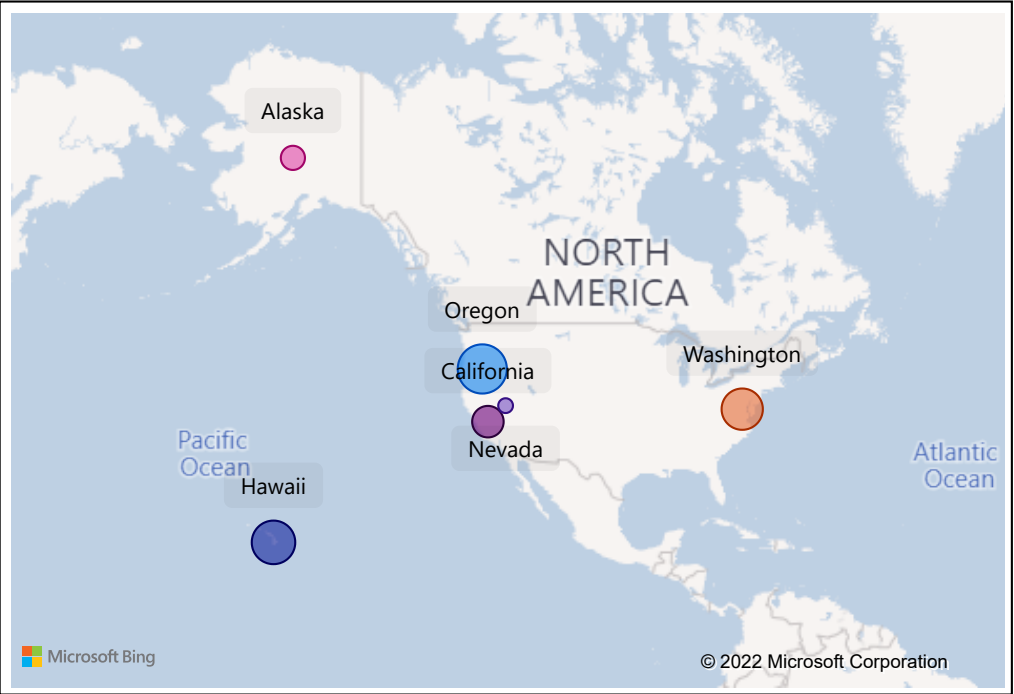 Alaska
NORTH
AMERICA
Oregon
Washington
California
Pacific
Ocean
Nevada
Atlantic
Ocean
Hawaii
Microsoft Bing
© 2022 Microsoft Corporation